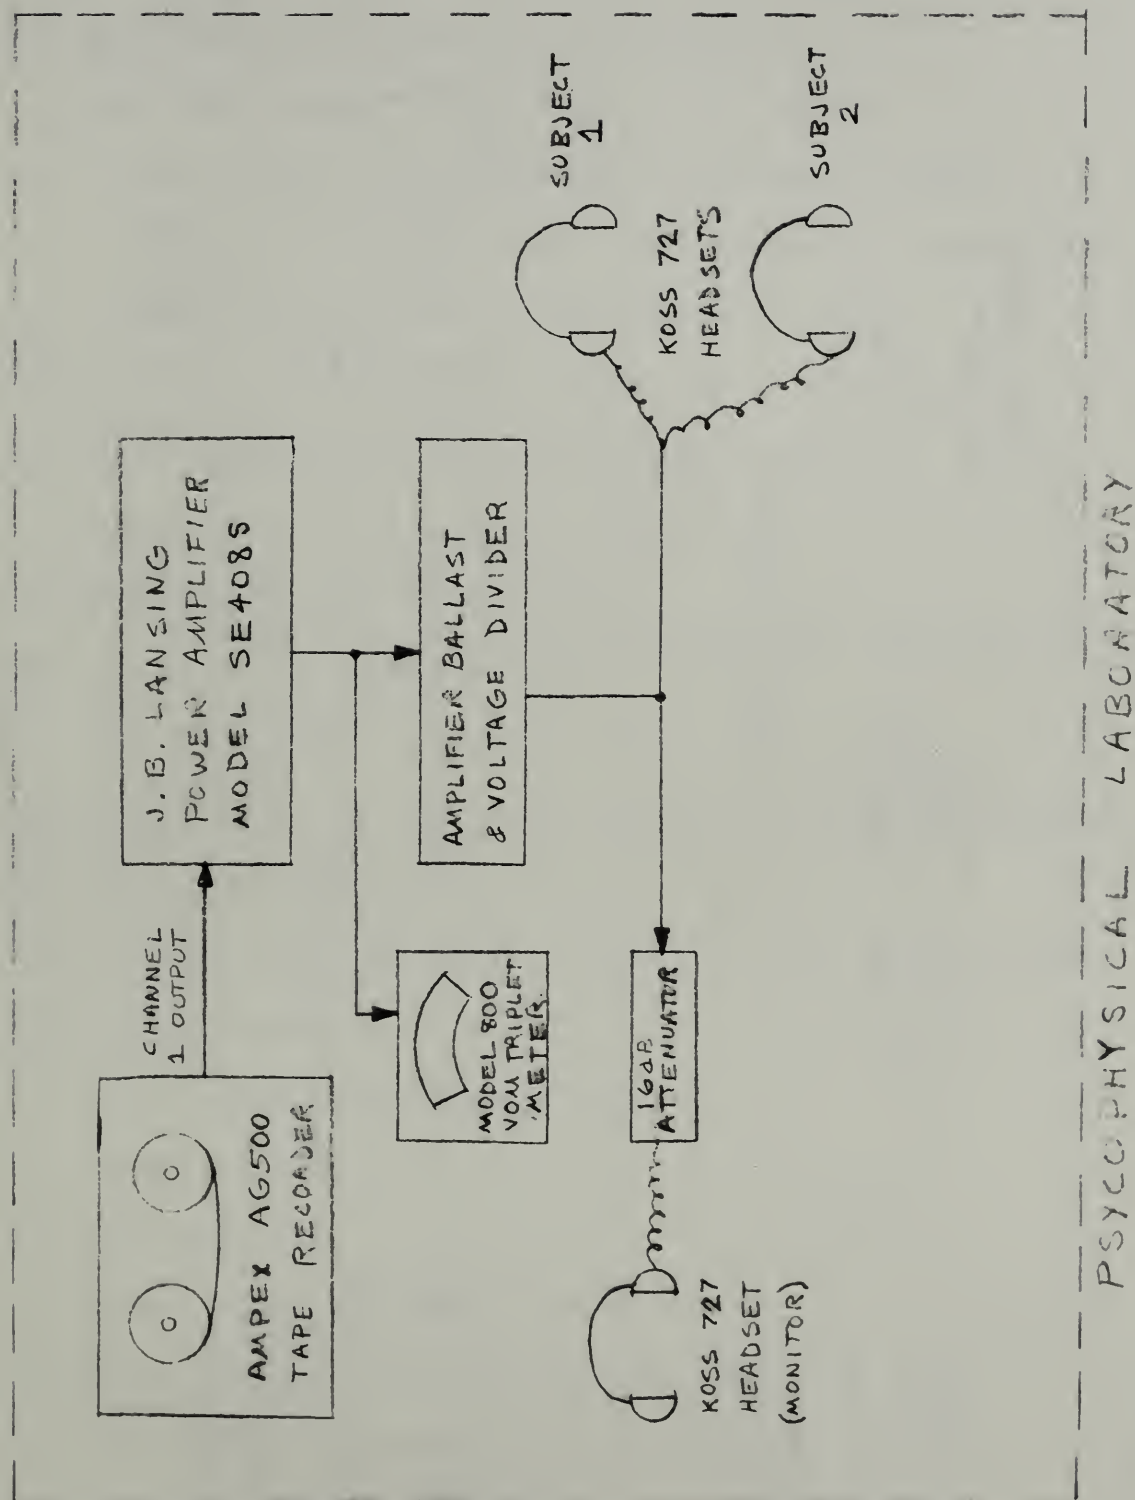 AMPEX AG500
TAPE RECORDER
CHANNEL
1 OUTPUT
J. B. LANSING
POWER AMPLIFIER
MODEL SE408S
MODEL 800
VOM TRIPLET
METER
AMPLIFIER BALLAST
& VOLTAGE DIVIDER
16dB
ATTENUATOR
KOSS 727
HEADSET
(MONITOR)
KOSS 727
HEADSETS
SUBJECT
1
SUBJECT
2
PSYCOPHYSICAL LABORATORY